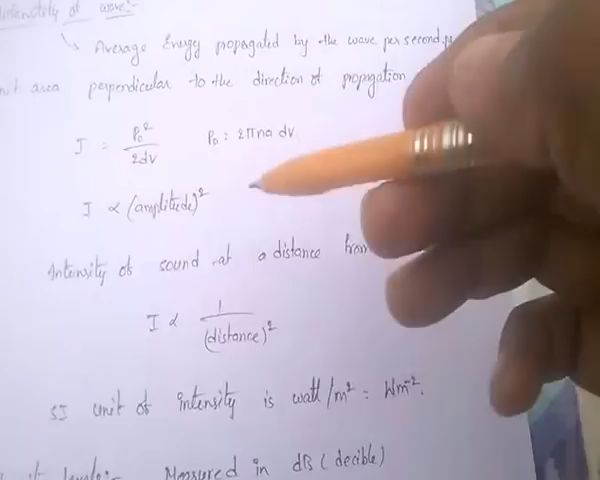 intensity of wave:-
Average Energy propagated by the wave per second, pe
unit area perpendicular to the direction of propigation
I = P₀² / 2dv P₀ : 2πna dv
I ∝ (amplitude)²
Intensity of sound at a distance from
I ∝ 1 / (distance)²
SI unit of intensity is watt/m² : Wm⁻².
Measured in dB (decible)